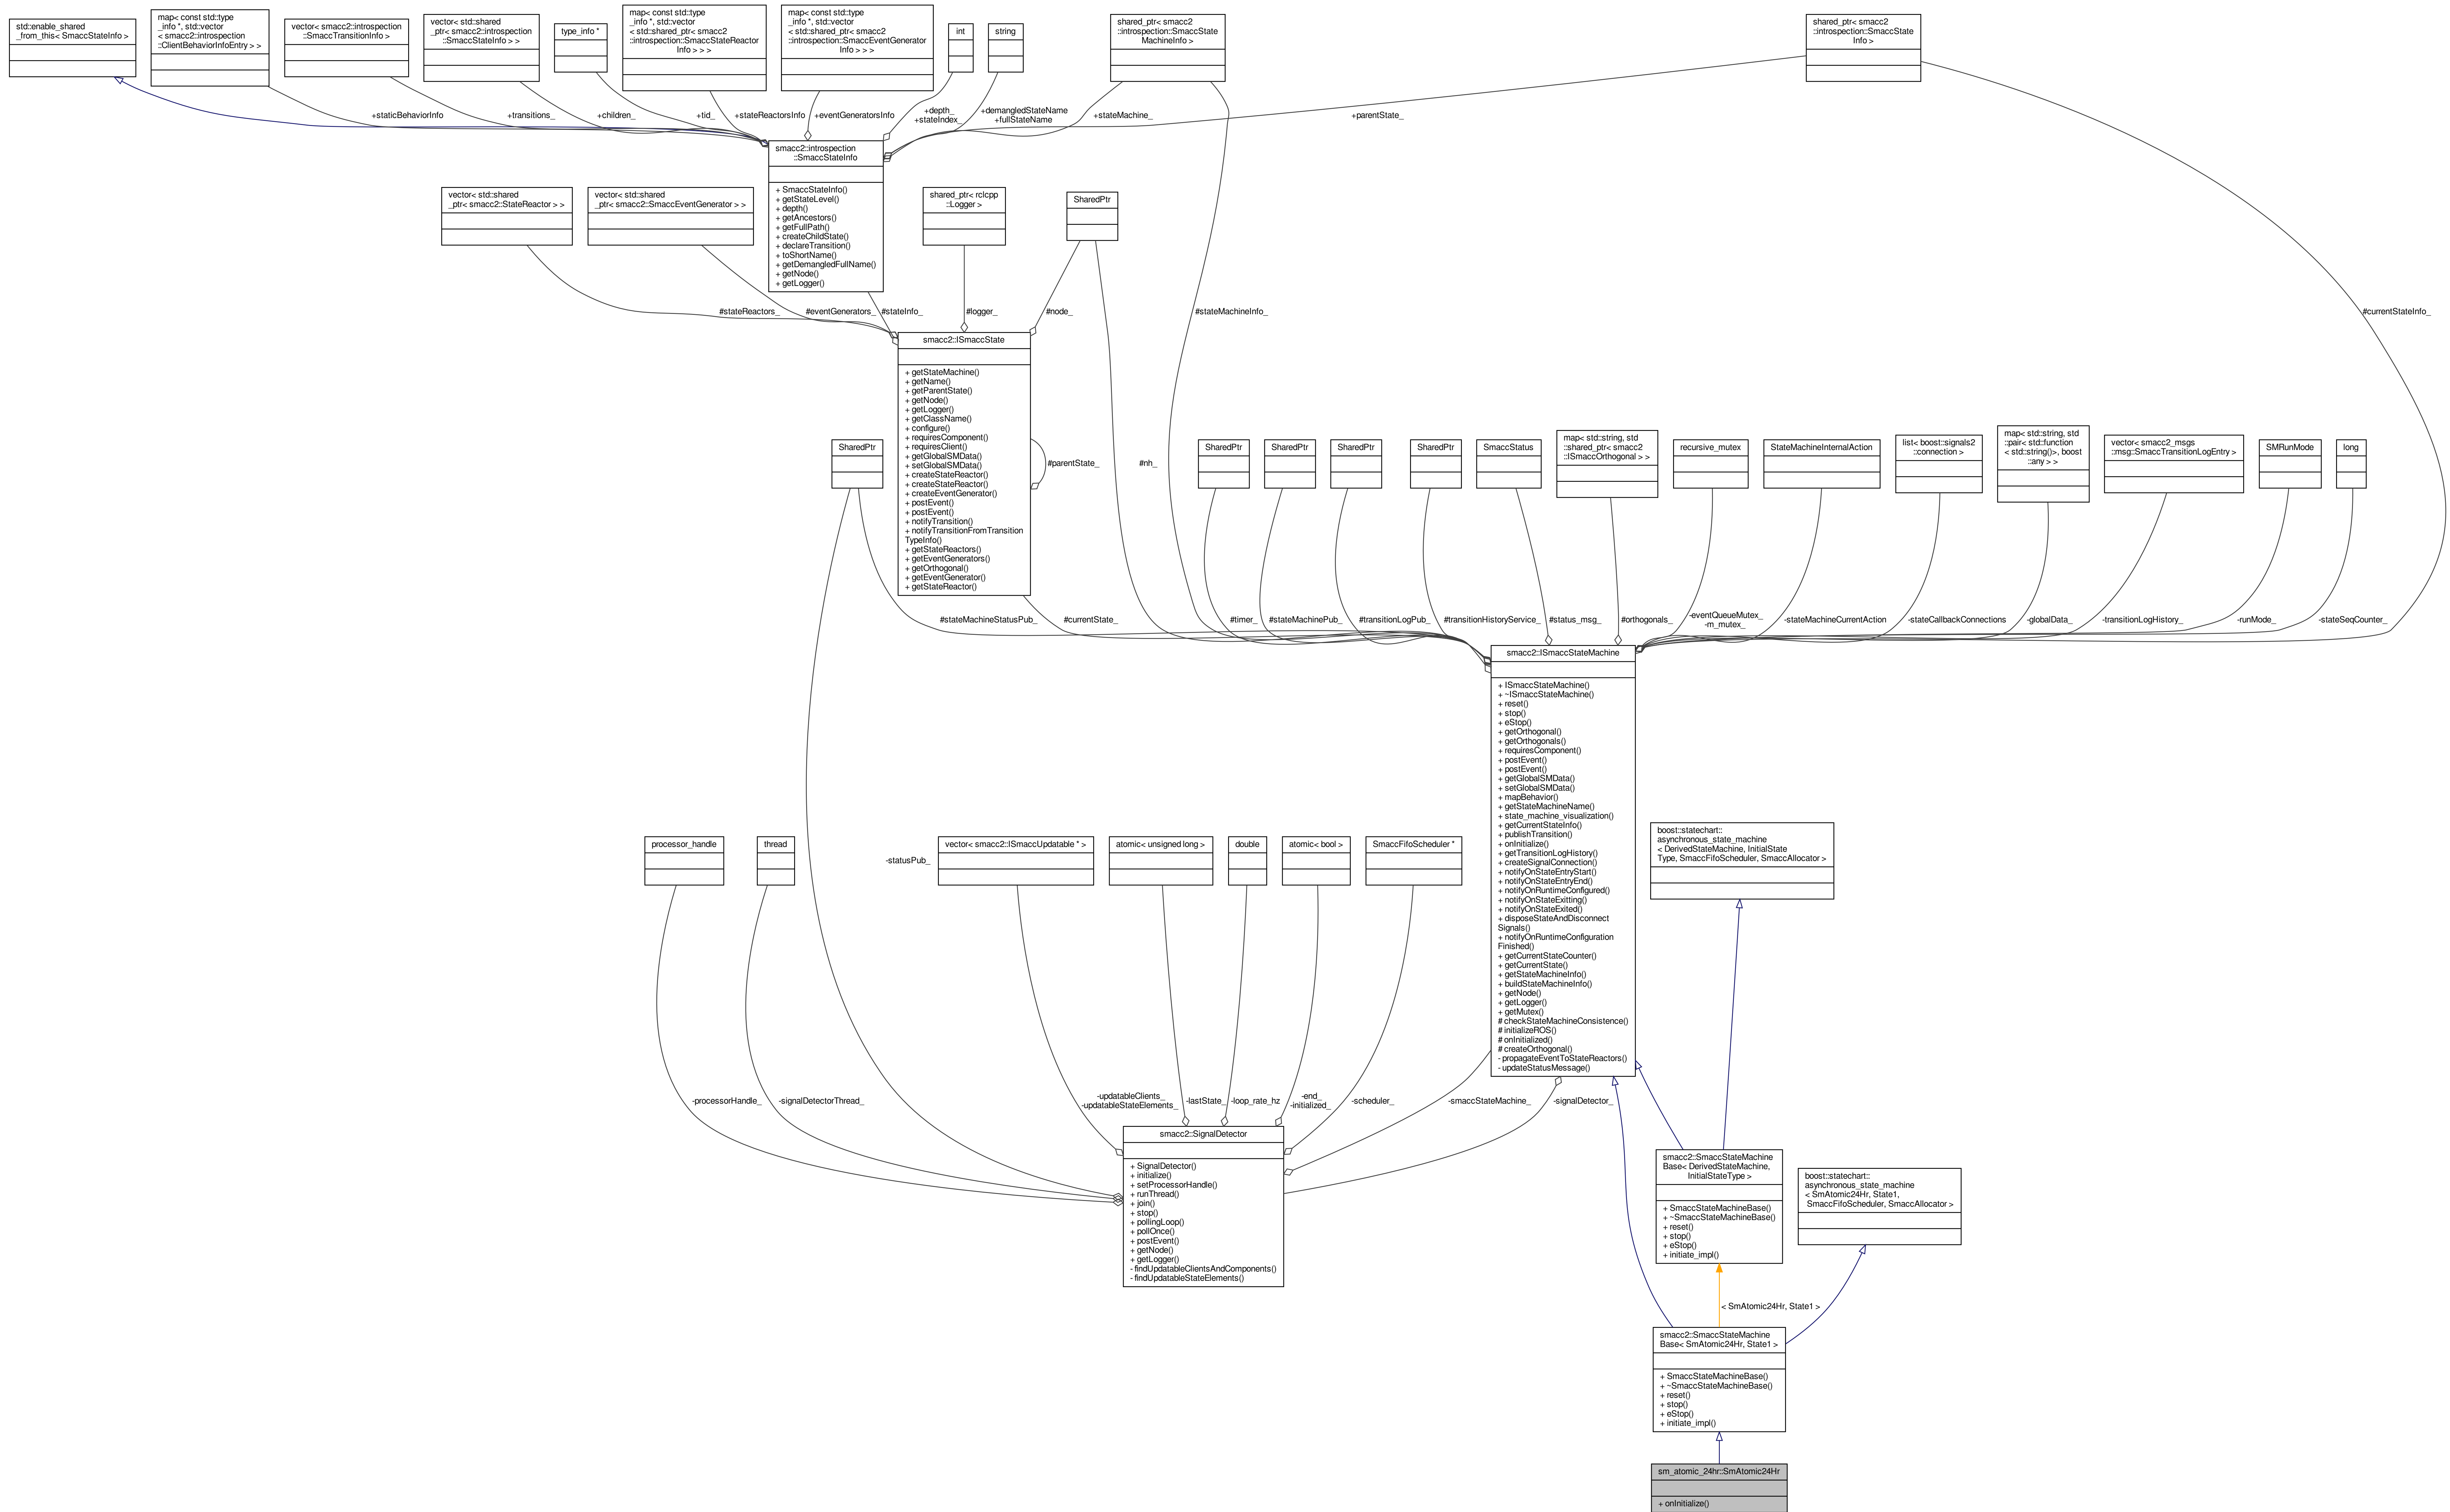 std::enable_shared
_from_this< SmaccStateInfo >
map< const std::type
_info *, std::vector
< smacc2::introspection
::ClientBehaviorInfoEntry > >
vector< smacc2::introspection
::SmaccTransitionInfo >
vector< std::shared
_ptr< smacc2::introspection
::SmaccStateInfo > >
type_info *
map< const std::type
_info *, std::vector
< std::shared_ptr< smacc2
::introspection::SmaccStateReactor
Info > > >
map< const std::type
_info *, std::vector
< std::shared_ptr< smacc2
::introspection::SmaccEventGenerator
Info > > >
int
string
shared_ptr< smacc2
::introspection::SmaccState
MachineInfo >
shared_ptr< smacc2
::introspection::SmaccState
Info >
+staticBehaviorInfo
+transitions_
+children_
+tid_
+stateReactorsInfo
+eventGeneratorsInfo
+depth_
+stateIndex_
+demangledStateName
+fullStateName
+stateMachine_
+parentState_
smacc2::introspection
::SmaccStateInfo
+ SmaccStateInfo()
+ getStateLevel()
+ depth()
+ getAncestors()
+ getFullPath()
+ createChildState()
+ declareTransition()
+ toShortName()
+ getDemangledFullName()
+ getNode()
+ getLogger()
vector< std::shared
_ptr< smacc2::StateReactor > >
vector< std::shared
_ptr< smacc2::SmaccEventGenerator > >
shared_ptr< rclcpp
::Logger >
SharedPtr
#stateReactors_
#eventGenerators_
#stateInfo_
#logger_
#node_
#stateMachineInfo_
#currentStateInfo_
smacc2::ISmaccState
+ getStateMachine()
+ getName()
+ getParentState()
+ getNode()
+ getLogger()
+ getClassName()
+ configure()
+ requiresComponent()
+ requiresClient()
+ getGlobalSMData()
+ setGlobalSMData()
+ createStateReactor()
+ createStateReactor()
+ createEventGenerator()
+ postEvent()
+ postEvent()
+ notifyTransition()
+ notifyTransitionFromTransition
TypeInfo()
+ getStateReactors()
+ getEventGenerators()
+ getOrthogonal()
+ getEventGenerator()
+ getStateReactor()
#parentState_
#nh_
SharedPtr
SharedPtr
SharedPtr
SharedPtr
SharedPtr
SmaccStatus
map< std::string, std
::shared_ptr< smacc2
::ISmaccOrthogonal > >
recursive_mutex
StateMachineInternalAction
list< boost::signals2
::connection >
map< std::string, std
::pair< std::function
< std::string()>, boost
::any > >
vector< smacc2_msgs
::msg::SmaccTransitionLogEntry >
SMRunMode
long
#stateMachineStatusPub_
#currentState_
#timer_
#stateMachinePub_
#transitionLogPub_
#transitionHistoryService_
#status_msg_
#orthogonals_
-eventQueueMutex_
-m_mutex_
-stateMachineCurrentAction
-stateCallbackConnections
-globalData_
-transitionLogHistory_
-runMode_
-stateSeqCounter_
smacc2::ISmaccStateMachine
+ ISmaccStateMachine()
+ ~ISmaccStateMachine()
+ reset()
+ stop()
+ eStop()
+ getOrthogonal()
+ getOrthogonals()
+ requiresComponent()
+ postEvent()
+ postEvent()
+ getGlobalSMData()
+ setGlobalSMData()
+ mapBehavior()
+ getStateMachineName()
+ state_machine_visualization()
+ getCurrentStateInfo()
+ publishTransition()
+ onInitialize()
+ getTransitionLogHistory()
+ createSignalConnection()
+ notifyOnStateEntryStart()
+ notifyOnStateEntryEnd()
+ notifyOnRuntimeConfigured()
+ notifyOnStateExitting()
+ notifyOnStateExited()
+ disposeStateAndDisconnect
Signals()
+ notifyOnRuntimeConfiguration
Finished()
+ getCurrentStateCounter()
+ getCurrentState()
+ getStateMachineInfo()
+ buildStateMachineInfo()
+ getNode()
+ getLogger()
+ getMutex()
# checkStateMachineConsistence()
# initializeROS()
# onInitialized()
# createOrthogonal()
- propagateEventToStateReactors()
- updateStatusMessage()
processor_handle
thread
-statusPub_
vector< smacc2::ISmaccUpdatable * >
atomic< unsigned long >
double
atomic< bool >
SmaccFifoScheduler *
boost::statechart::
asynchronous_state_machine
< DerivedStateMachine, InitialState
Type, SmaccFifoScheduler, SmaccAllocator >
-processorHandle_
-signalDetectorThread_
-updatableClients_
-updatableStateElements_
-lastState_
-loop_rate_hz
-end_
-initialized_
-scheduler_
-smaccStateMachine_
-signalDetector_
smacc2::SignalDetector
+ SignalDetector()
+ initialize()
+ setProcessorHandle()
+ runThread()
+ join()
+ stop()
+ pollingLoop()
+ pollOnce()
+ postEvent()
+ getNode()
+ getLogger()
- findUpdatableClientsAndComponents()
- findUpdatableStateElements()
smacc2::SmaccStateMachine
Base< DerivedStateMachine,
InitialStateType >
+ SmaccStateMachineBase()
+ ~SmaccStateMachineBase()
+ reset()
+ stop()
+ eStop()
+ initiate_impl()
boost::statechart::
asynchronous_state_machine
< SmAtomic24Hr, State1,
SmaccFifoScheduler, SmaccAllocator >
< SmAtomic24Hr, State1 >
smacc2::SmaccStateMachine
Base< SmAtomic24Hr, State1 >
+ SmaccStateMachineBase()
+ ~SmaccStateMachineBase()
+ reset()
+ stop()
+ eStop()
+ initiate_impl()
sm_atomic_24hr::SmAtomic24Hr
+ onInitialize()